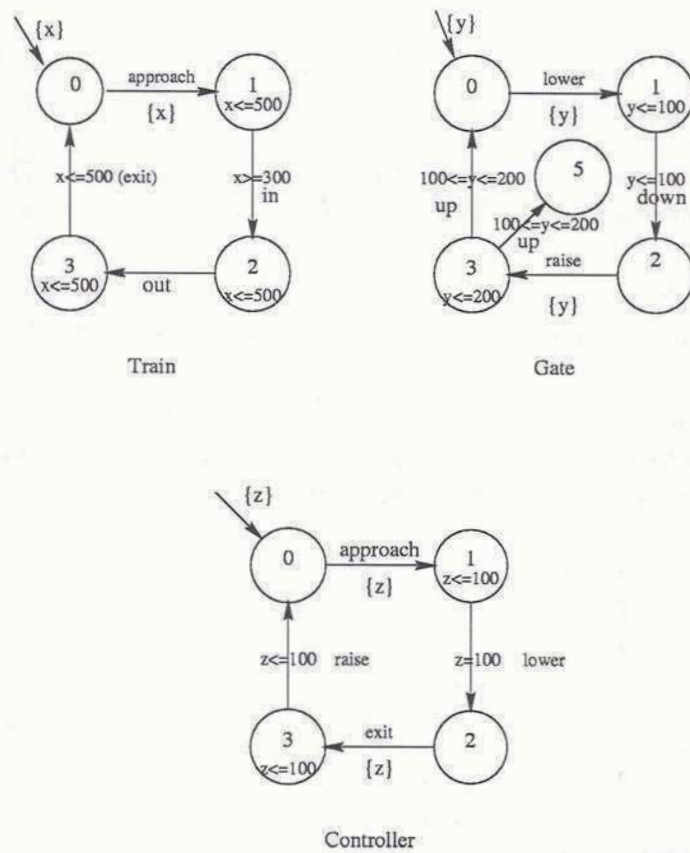 {x}
0
approach
{x}
1
x<=500
x<=500 (exit)
x>=300
in
3
x<=500
out
2
x<=500
Train
{y}
0
lower
{y}
1
y<=100
100<=y<=200
up
5
100<=y<=200
up
y<=100
down
3
y<=200
raise
{y}
2
Gate
{z}
0
approach
{z}
1
z<=100
z<=100 raise
z=100 lower
3
z<=100
exit
{z}
2
Controller